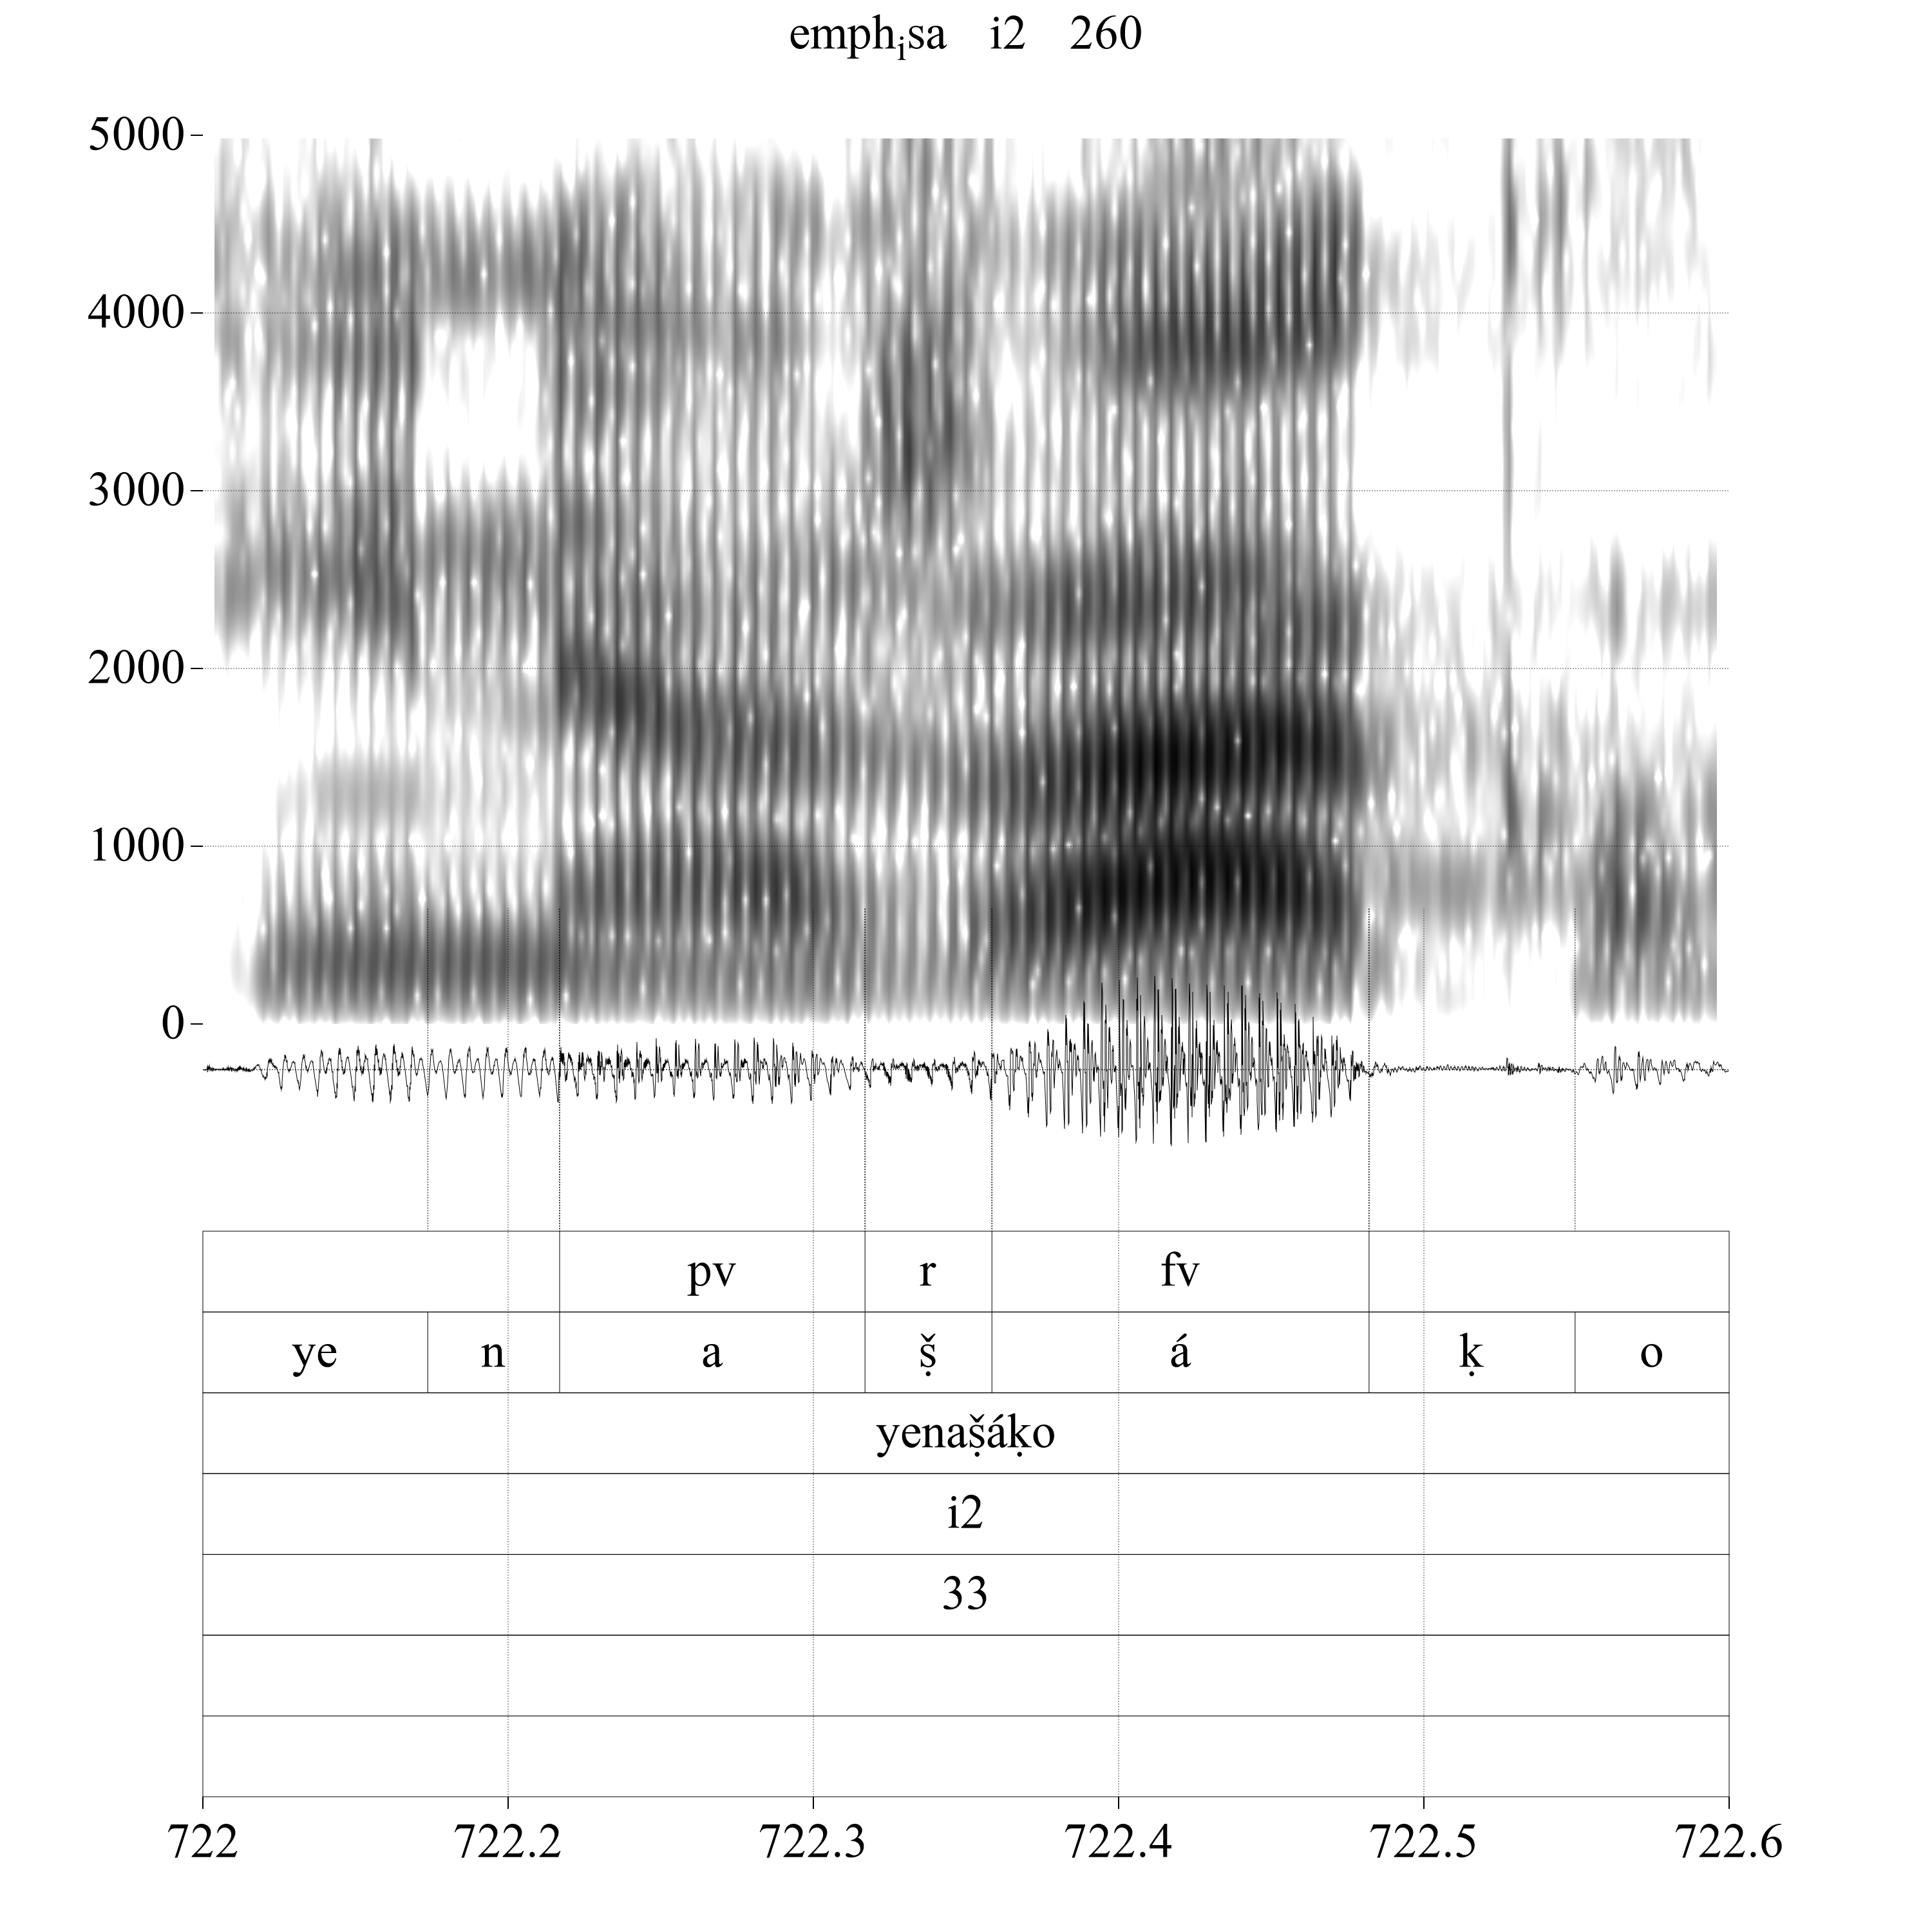 emphᵢsa i2 260
5000
4000
3000
2000
1000
0
pv r fv
ye n a ṣ̌ á ḳ o
yenaṣ̌áḳo
i2
33
722 722.2 722.3 722.4 722.5 722.6